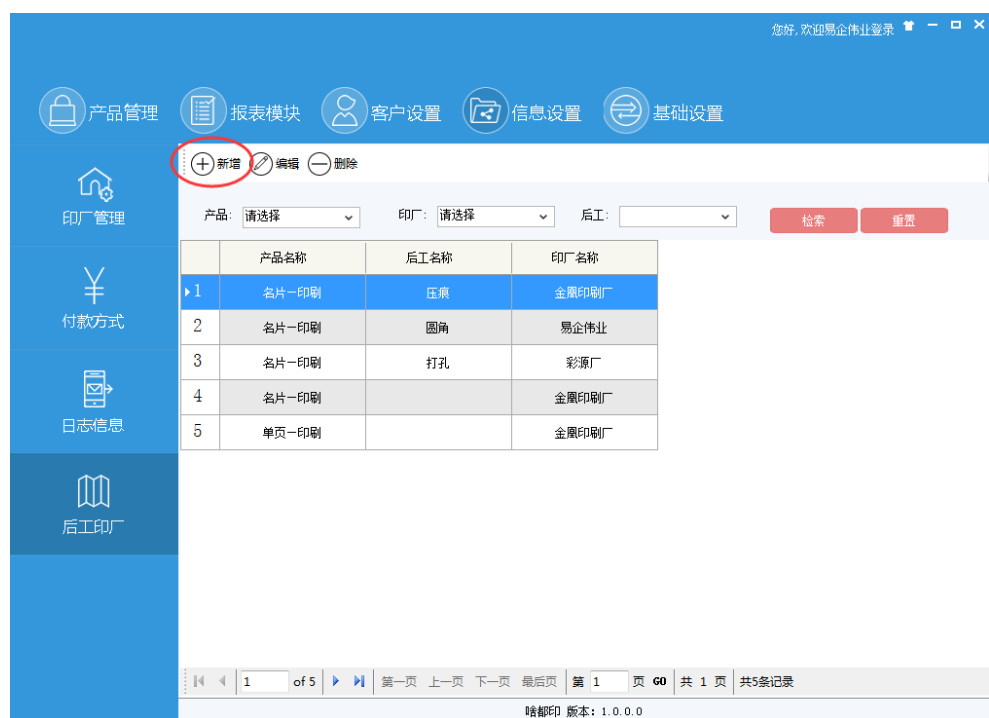 您好,欢迎易企伟业登录
产品管理 报表模块 客户设置 信息设置 基础设置
新增 编辑 删除
印厂管理
付款方式
日志信息
后工印厂
产品: 请选择 印厂: 请选择 后工: 检索 重置
产品名称 后工名称 印厂名称
1 名片一印刷 压痕 金凰印刷厂
2 名片一印刷 圆角 易企伟业
3 名片一印刷 打孔 彩源厂
4 名片一印刷 金凰印刷厂
5 单页一印刷 金凰印刷厂
1 of 5 第一页 上一页 下一页 最后页 第 1 页 GO 共 1 页 共5条记录
啥都印 版本: 1.0.0.0